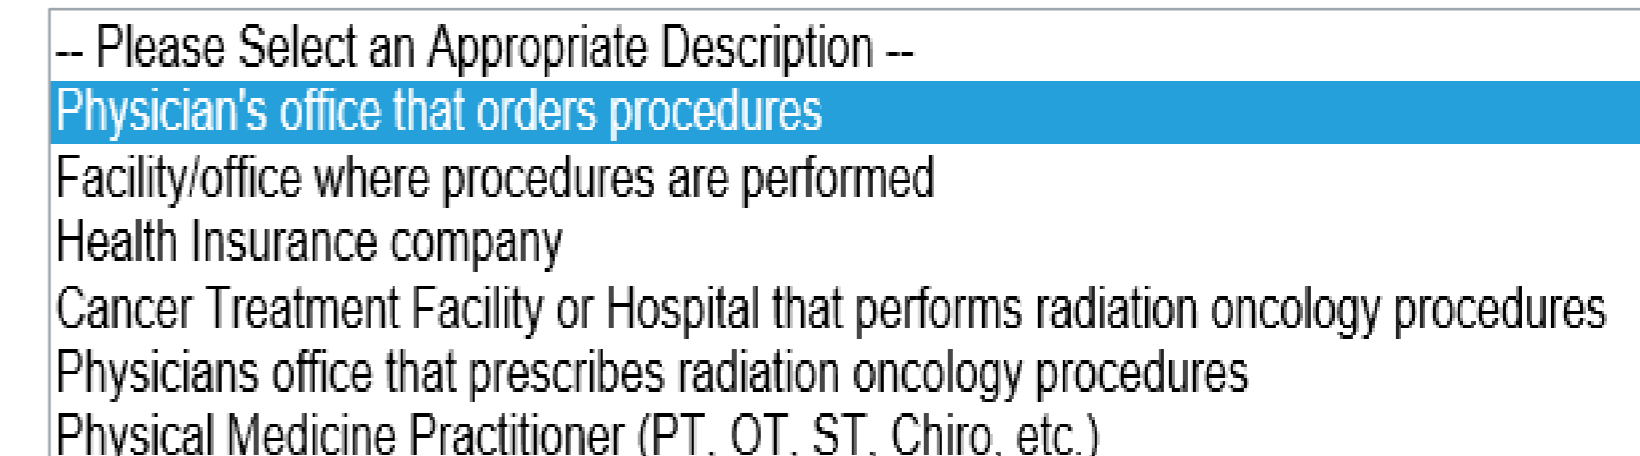 -- Please Select an Appropriate Description --
Physician's office that orders procedures
Facility/office where procedures are performed
Health Insurance company
Cancer Treatment Facility or Hospital that performs radiation oncology procedures
Physicians office that prescribes radiation oncology procedures
Physical Medicine Practitioner (PT, OT, ST, Chiro, etc.)